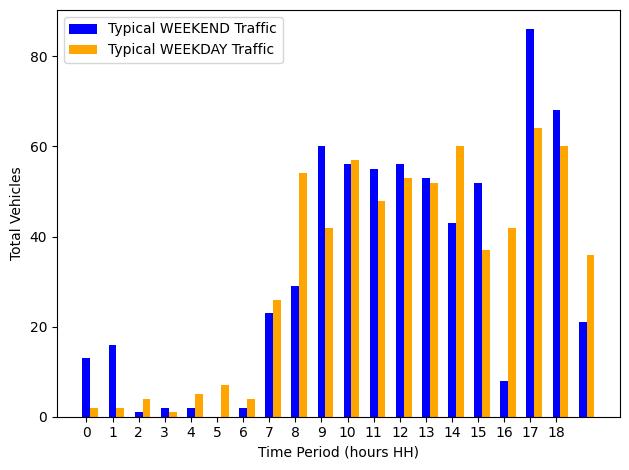 Typical WEEKEND Traffic
Typical WEEKDAY Traffic
80
60
40
20
0
Total Vehicles
0 1 2 3 4 5 6 7 8 9 10 11 12 13 14 15 16 17 18
Time Period (hours HH)